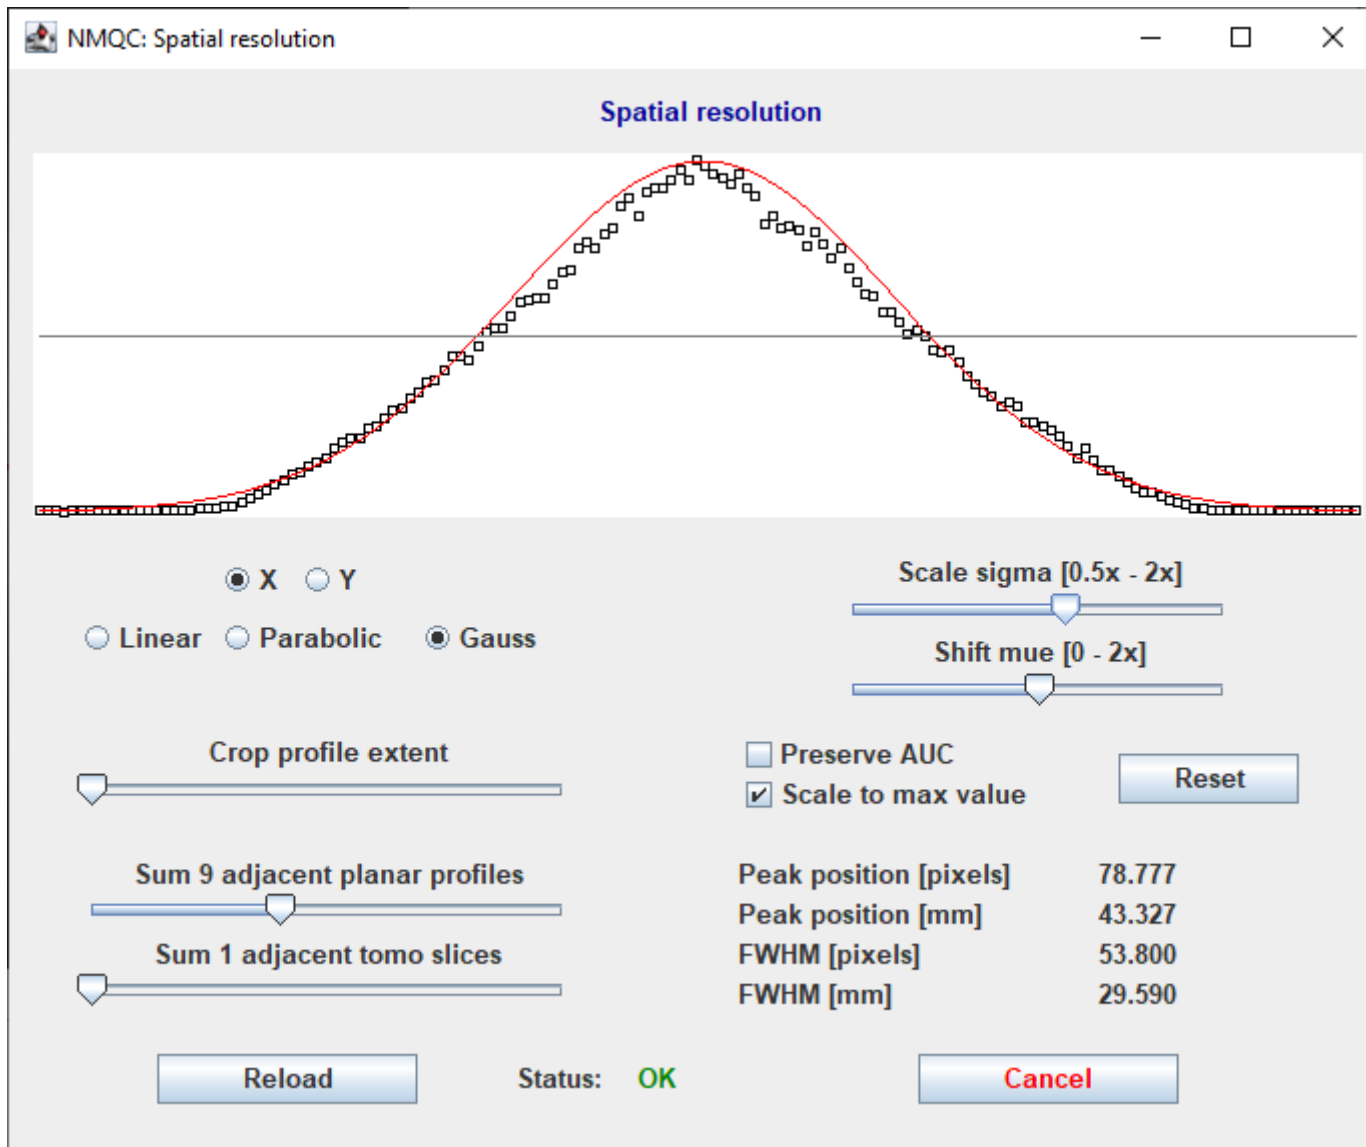 NMQC: Spatial resolution
Spatial resolution
X Y
Linear Parabolic Gauss
Scale sigma [0.5x - 2x]
Shift mue [0 - 2x]
Crop profile extent
Preserve AUC
Scale to max value
Reset
Sum 9 adjacent planar profiles
Sum 1 adjacent tomo slices
Peak position [pixels] 78.777
Peak position [mm] 43.327
FWHM [pixels] 53.800
FWHM [mm] 29.590
Reload
Status: OK
Cancel